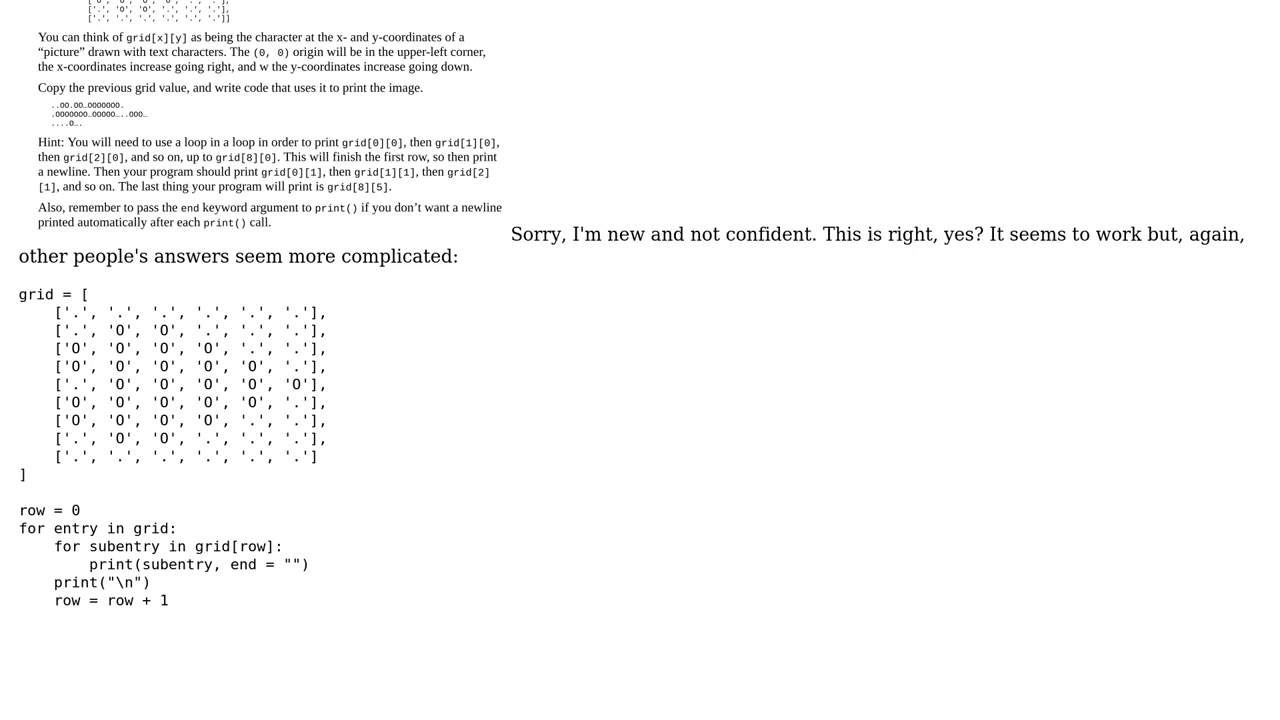 ['.', 'O', 'O', '.', '.', '.'],
['.', '.', '.', '.', '.', '.']]
You can think of grid[x][y] as being the character at the x- and y-coordinates of a
“picture” drawn with text characters. The (0, 0) origin will be in the upper-left corner,
the x-coordinates increase going right, and w the y-coordinates increase going down.
Copy the previous grid value, and write code that uses it to print the image.
..OO.OO…OOOOOOO.
.OOOOOOO…OOOOO…..OOO…
....O….
Hint: You will need to use a loop in a loop in order to print grid[0][0], then grid[1][0],
then grid[2][0], and so on, up to grid[8][0]. This will finish the first row, so then print
a newline. Then your program should print grid[0][1], then grid[1][1], then grid[2]
[1], and so on. The last thing your program will print is grid[8][5].
Also, remember to pass the end keyword argument to print() if you don’t want a newline
printed automatically after each print() call.
Sorry, I'm new and not confident. This is right, yes? It seems to work but, again,
other people's answers seem more complicated:
grid = [
    ['.', '.', '.', '.', '.', '.'],
    ['.', 'O', 'O', '.', '.', '.'],
    ['O', 'O', 'O', 'O', '.', '.'],
    ['O', 'O', 'O', 'O', 'O', '.'],
    ['.', 'O', 'O', 'O', 'O', 'O'],
    ['O', 'O', 'O', 'O', 'O', '.'],
    ['O', 'O', 'O', 'O', '.', '.'],
    ['.', 'O', 'O', '.', '.', '.'],
    ['.', '.', '.', '.', '.', '.']
]
row = 0
for entry in grid:
    for subentry in grid[row]:
        print(subentry, end = "")
    print("\n")
    row = row + 1